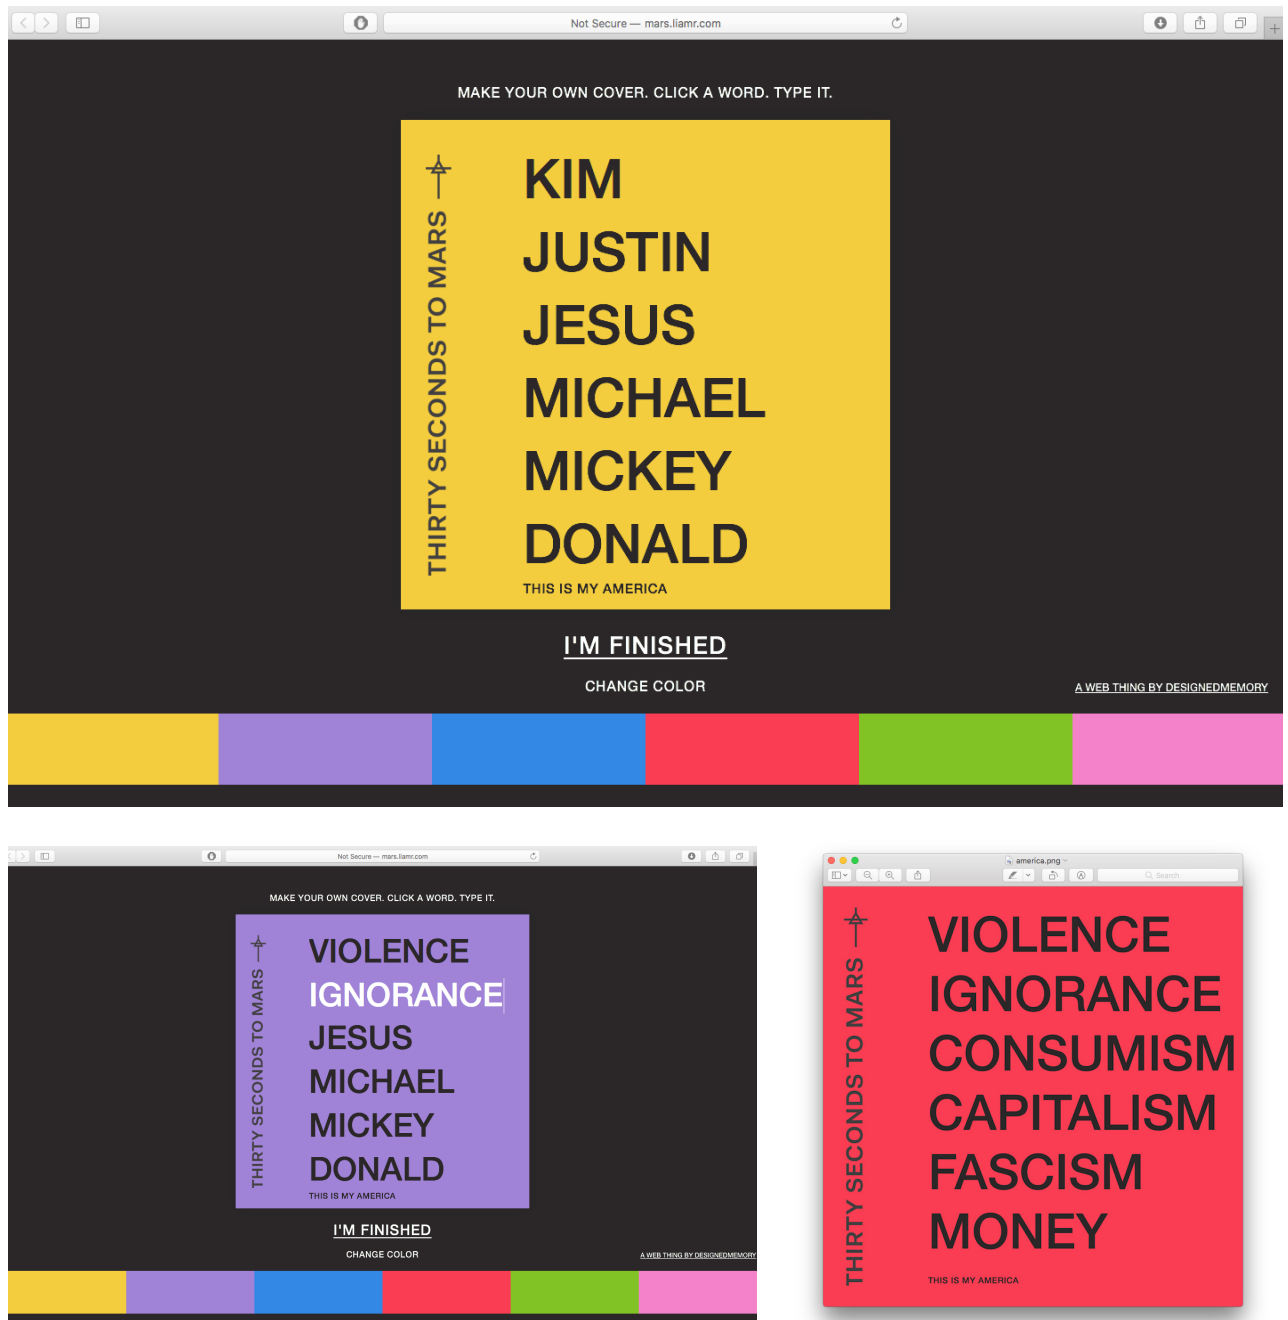 Not Secure — mars.liamr.com
MAKE YOUR OWN COVER. CLICK A WORD. TYPE IT.
THIRTY SECONDS TO MARS
KIM
JUSTIN
JESUS
MICHAEL
MICKEY
DONALD
THIS IS MY AMERICA
I'M FINISHED
CHANGE COLOR
A WEB THING BY DESIGNEDMEMORY
Not Secure — mars.liamr.com
MAKE YOUR OWN COVER. CLICK A WORD. TYPE IT.
THIRTY SECONDS TO MARS
VIOLENCE
IGNORANCE
JESUS
MICHAEL
MICKEY
DONALD
THIS IS MY AMERICA
I'M FINISHED
CHANGE COLOR
A WEB THING BY DESIGNEDMEMORY
america.png
Search
THIRTY SECONDS TO MARS
VIOLENCE
IGNORANCE
CONSUMISM
CAPITALISM
FASCISM
MONEY
THIS IS MY AMERICA